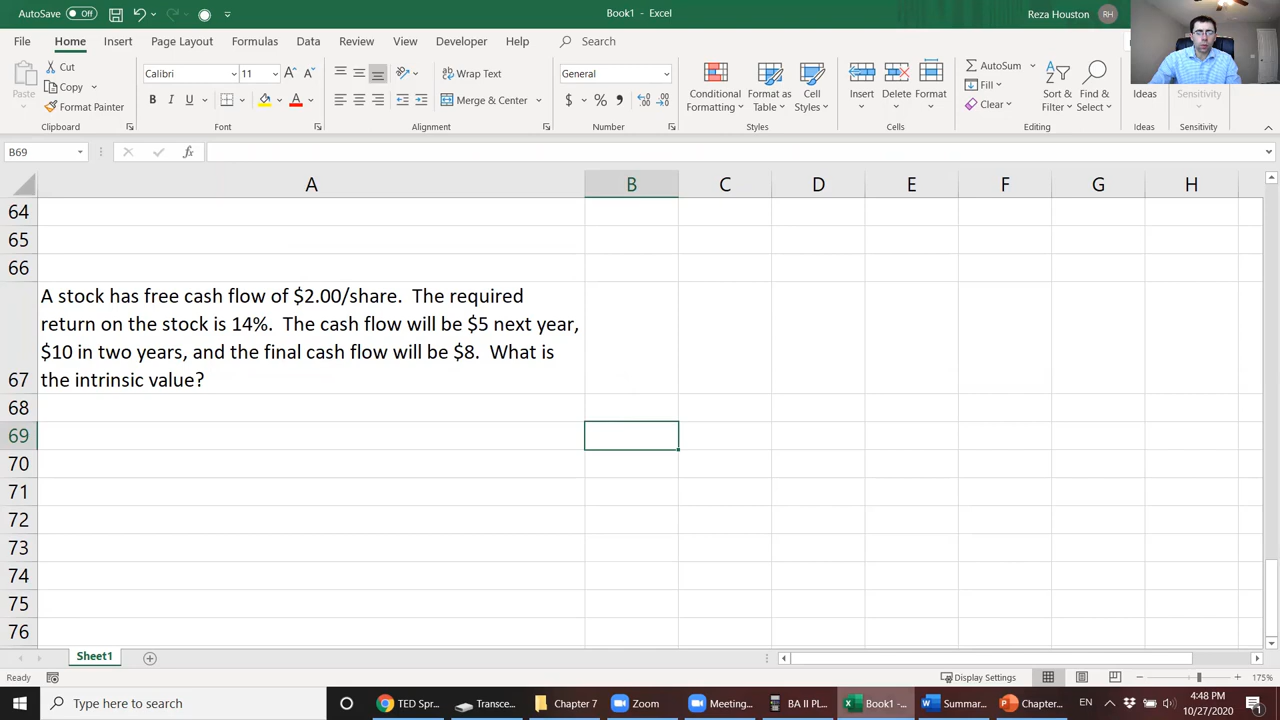 AutoSave Off Book1 - Excel Reza Houston RH
File Home Insert Page Layout Formulas Data Review View Developer Help Search
Paste Cut Copy Format Painter Clipboard
Calibri 11 B I U A Font
Wrap Text Merge & Center Alignment
General $ % , Number
Conditional Formatting Format as Table Cell Styles Styles
Insert Delete Format Cells
AutoSum Fill Clear Sort & Filter Find & Select Editing
Ideas Ideas
Sensitivity Sensitivity
B69 fx
A B C D E F G H
64
65
66
A stock has free cash flow of $2.00/share. The required
return on the stock is 14%. The cash flow will be $5 next year,
$10 in two years, and the final cash flow will be $8. What is
67 the intrinsic value?
68
69
70
71
72
73
74
75
76
Sheet1
Ready Display Settings 175%
Type here to search TED Spr... Transce... Chapter 7 Zoom Meeting... BA II PL... Book1 -... Summar... Chapter... EN 4:48 PM
10/27/2020